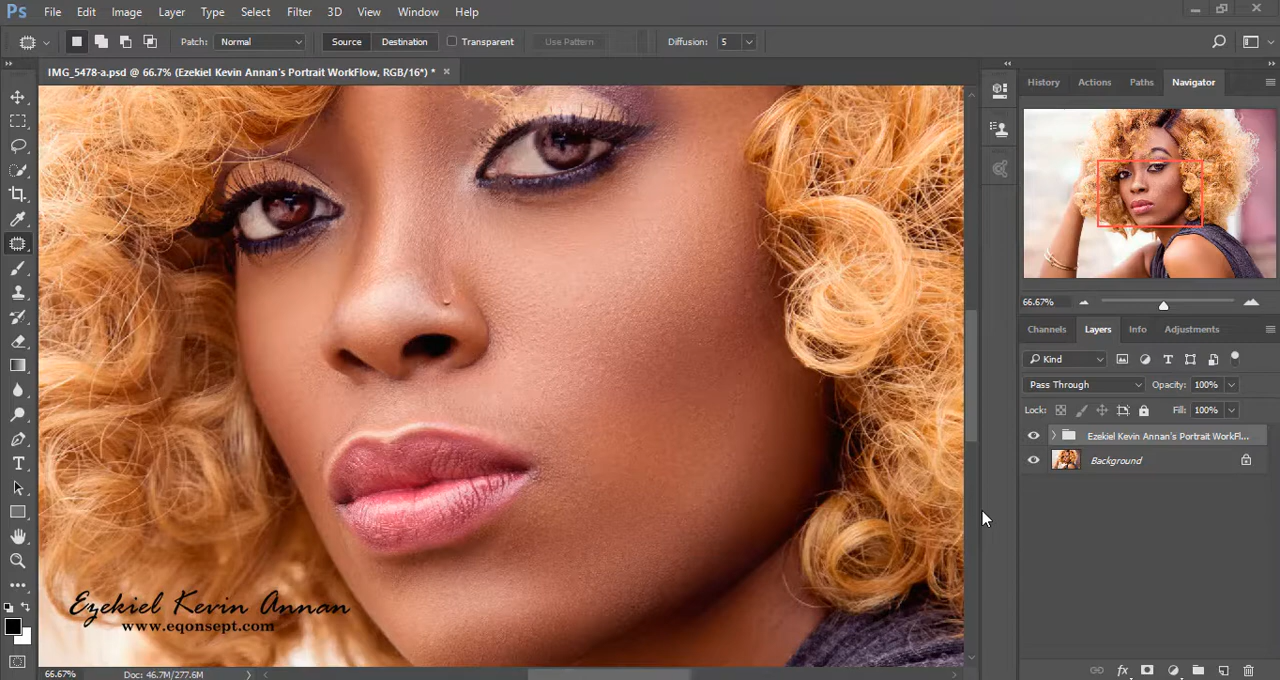 Ps File Edit Image Layer Type Select Filter 3D View Window Help
Patch: Normal Source Destination Transparent Use Pattern Diffusion: 5
IMG_5478-a.psd @ 66.7% (Ezekiel Kevin Annan's Portrait WorkFlow, RGB/16*) * ×
History Actions Paths Navigator
66.67%
Channels Layers Info Adjustments
Kind
Pass Through Opacity: 100%
Lock: Fill: 100%
Ezekiel Kevin Annan's Portrait WorkFl...
Background
Ezekiel Kevin Annan
www.eqonsept.com
66.67% Doc: 46.7M/277.6M